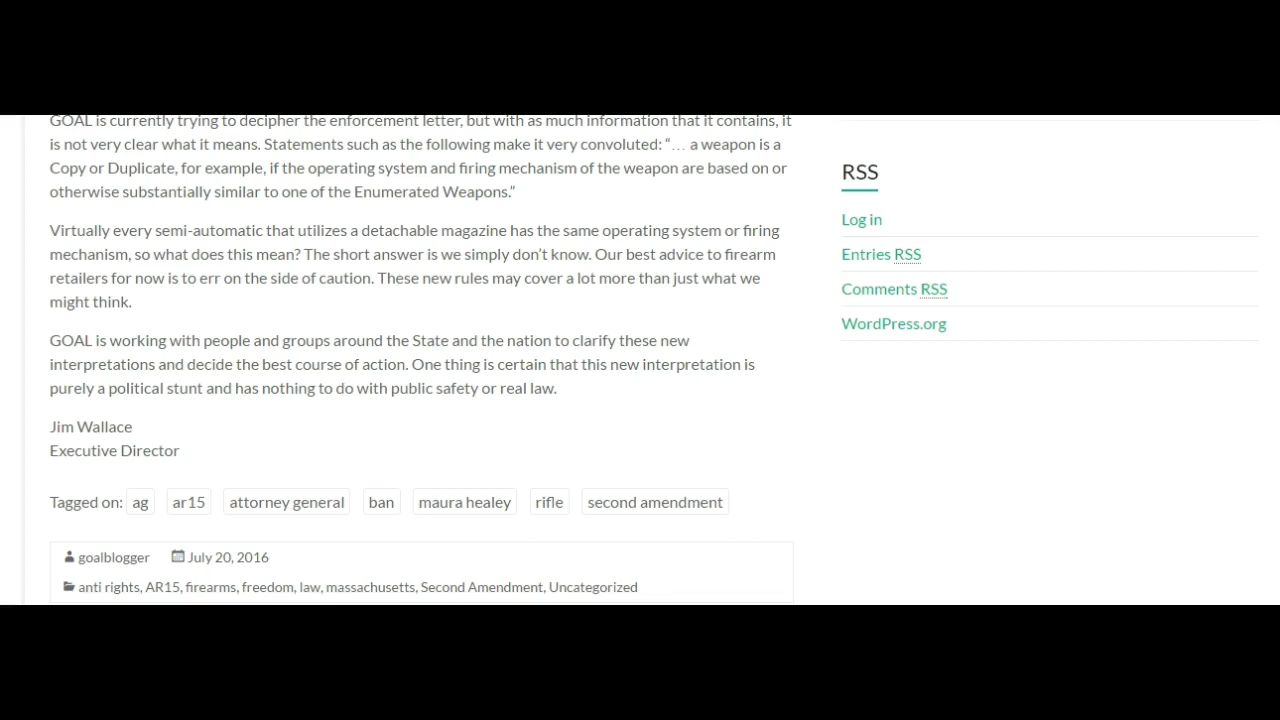 GOAL is currently trying to decipher the enforcement letter, but with as much information that it contains, it
is not very clear what it means. Statements such as the following make it very convoluted: “… a weapon is a
Copy or Duplicate, for example, if the operating system and firing mechanism of the weapon are based on or
otherwise substantially similar to one of the Enumerated Weapons.”
Virtually every semi-automatic that utilizes a detachable magazine has the same operating system or firing
mechanism, so what does this mean? The short answer is we simply don’t know. Our best advice to firearm
retailers for now is to err on the side of caution. These new rules may cover a lot more than just what we
might think.
GOAL is working with people and groups around the State and the nation to clarify these new
interpretations and decide the best course of action. One thing is certain that this new interpretation is
purely a political stunt and has nothing to do with public safety or real law.
Jim Wallace
Executive Director
Tagged on: ag ar15 attorney general ban maura healey rifle second amendment
goalblogger July 20, 2016
anti rights, AR15, firearms, freedom, law, massachusetts, Second Amendment, Uncategorized
RSS
Log in
Entries RSS
Comments RSS
WordPress.org